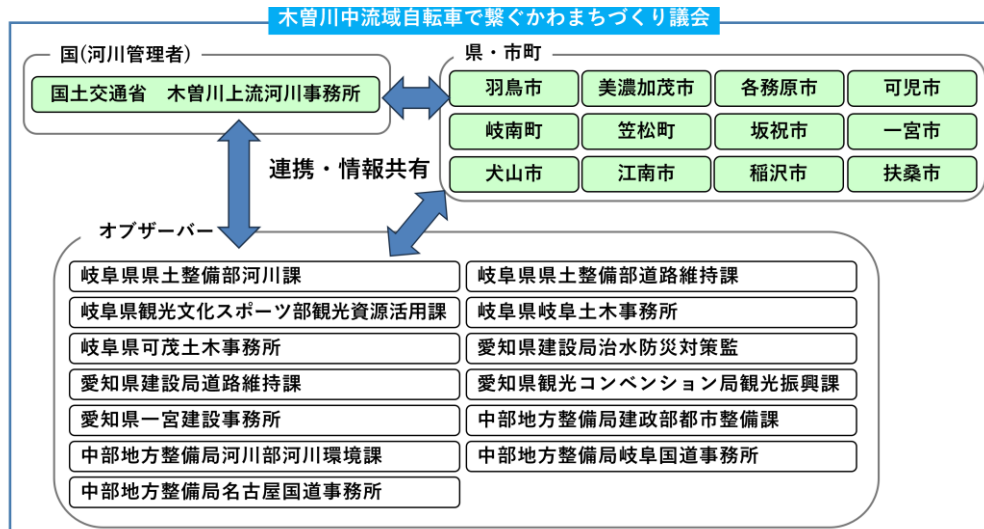 木曽川中流域自転車で繋ぐかわまちづくり議会
国(河川管理者)
国土交通省 木曽川上流河川事務所
県・市町
羽島市 美濃加茂市 各務原市 可児市
岐南町 笠松町 坂祝市 一宮市
犬山市 江南市 稲沢市 扶桑市
連携・情報共有
オブザーバー
岐阜県県土整備部河川課 岐阜県県土整備部道路維持課
岐阜県観光文化スポーツ部観光資源活用課 岐阜県岐阜土木事務所
岐阜県可茂土木事務所 愛知県建設局治水防災対策監
愛知県建設局道路維持課 愛知県観光コンベンション局観光振興課
愛知県一宮建設事務所 中部地方整備局建政部都市整備課
中部地方整備局河川部河川環境課 中部地方整備局岐阜国道事務所
中部地方整備局名古屋国道事務所